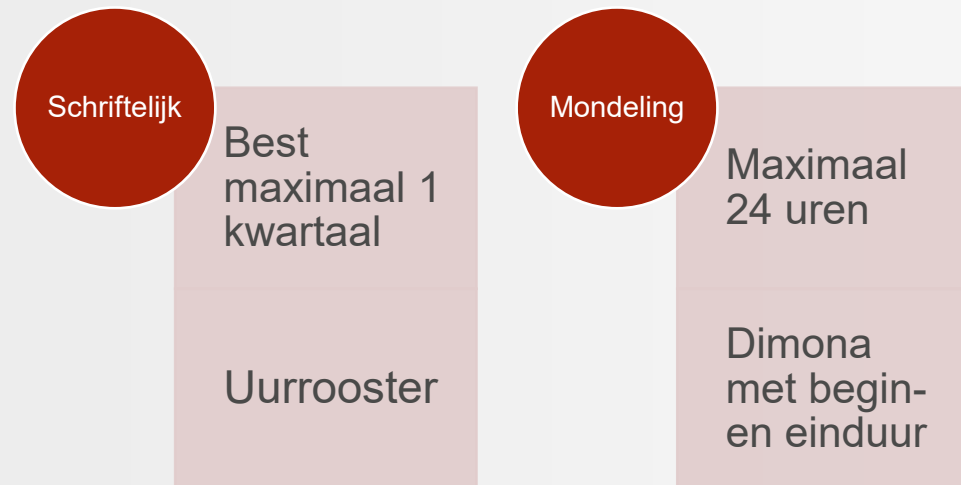 Schriftelijk
Best
maximaal 1
kwartaal
Uurrooster
Mondeling
Maximaal
24 uren
Dimona
met begin-
en einduur